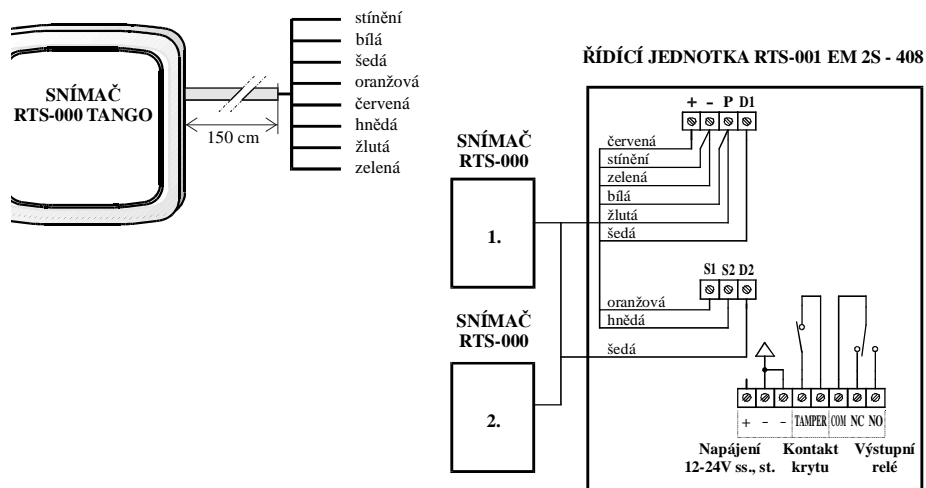 stínění
bílá
šedá
oranžová
červená
hnědá
žlutá
zelená
SNÍMAČ
RTS-000 TANGO
150 cm
ŘÍDÍCÍ JEDNOTKA RTS-001 EM 2S - 408
+ - P D1
SNÍMAČ
RTS-000
1.
červená
stínění
zelená
bílá
žlutá
šedá
S1 S2 D2
oranžová
hnědá
šedá
SNÍMAČ
RTS-000
2.
+ - - TAMPER COM NC NO
Napájení
12-24V ss., st.
Kontakt
krytu
Výstupní
relé